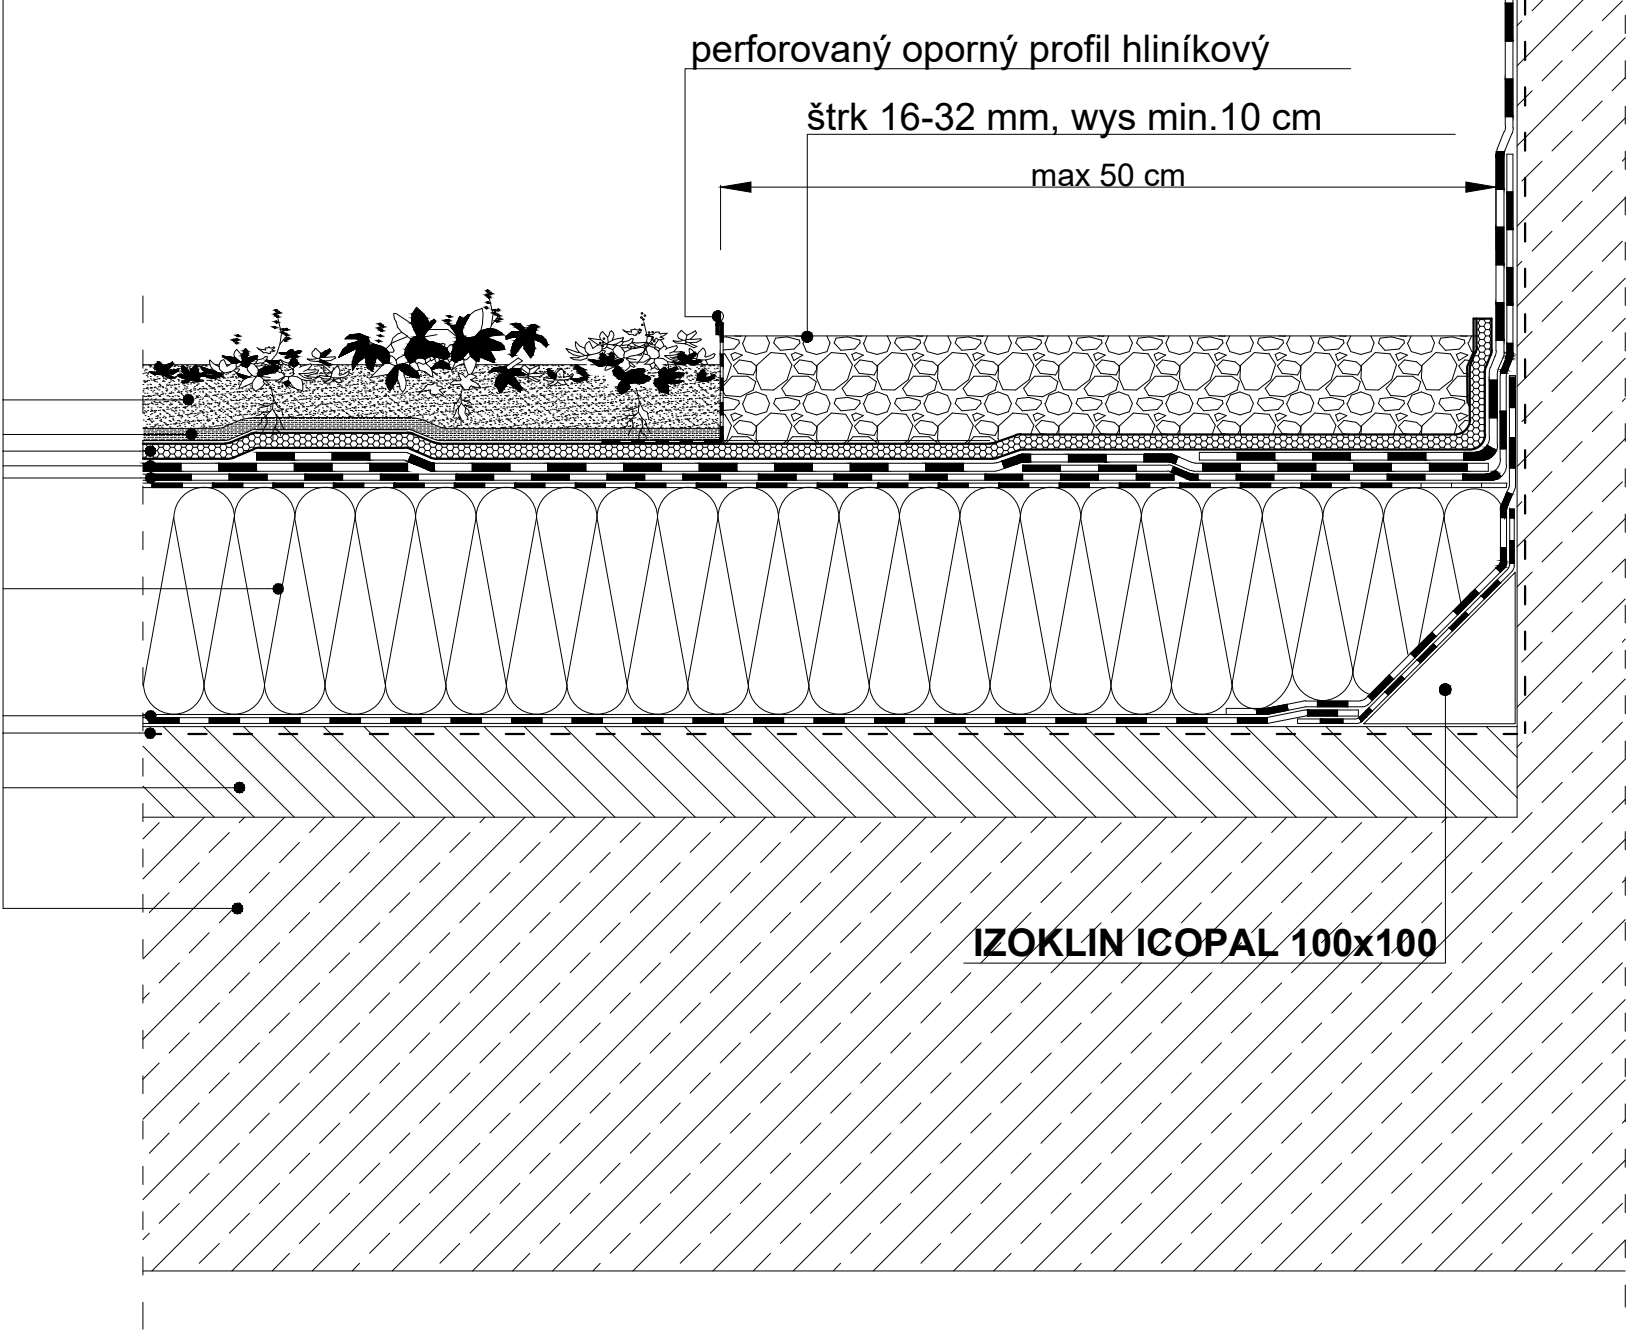 perforovaný oporný profil hliníkový
štrk 16-32 mm, wys min.10 cm
max 50 cm
IZOKLIN ICOPAL 100x100